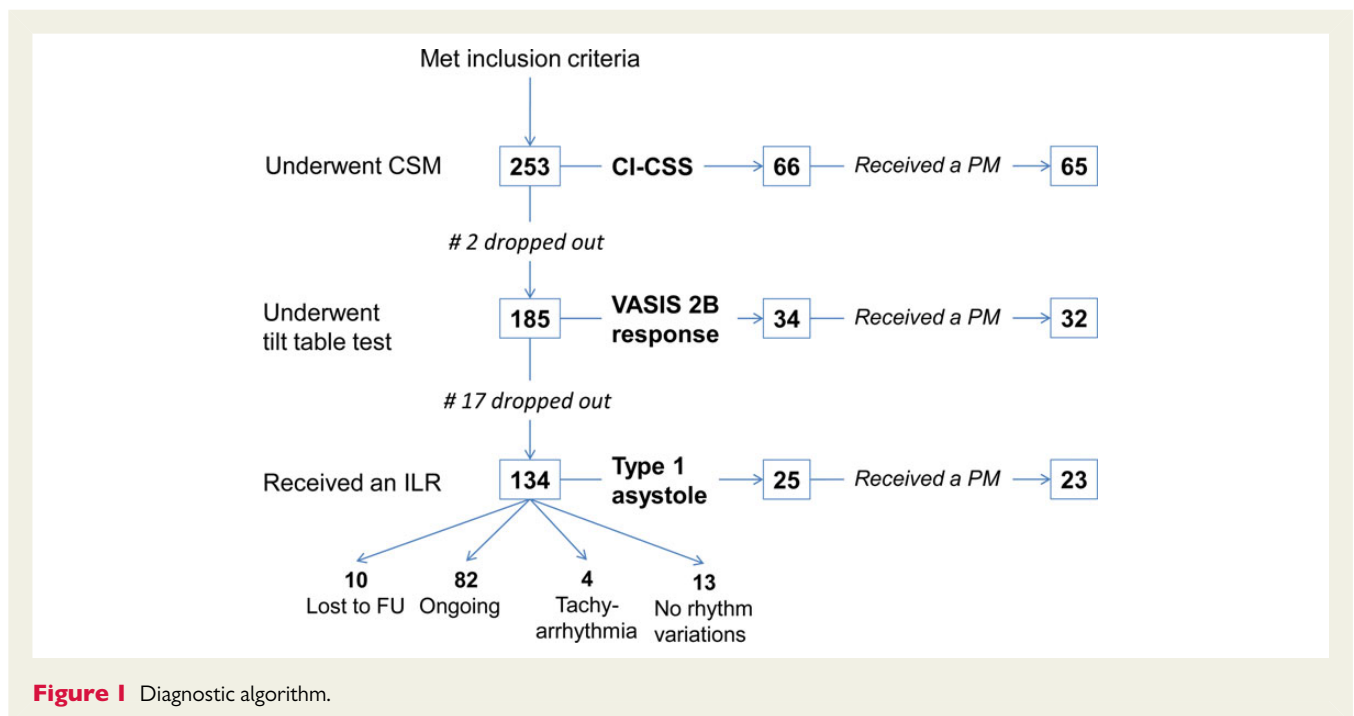 Met inclusion criteria
Underwent CSM
253
CI-CSS
66
Received a PM
65
# 2 dropped out
Underwent
tilt table test
185
VASIS 2B
response
34
Received a PM
32
# 17 dropped out
Received an ILR
134
Type 1
asystole
25
Received a PM
23
10
Lost to FU
82
Ongoing
4
Tachy-
arrhythmia
13
No rhythm
variations
Figure 1 Diagnostic algorithm.